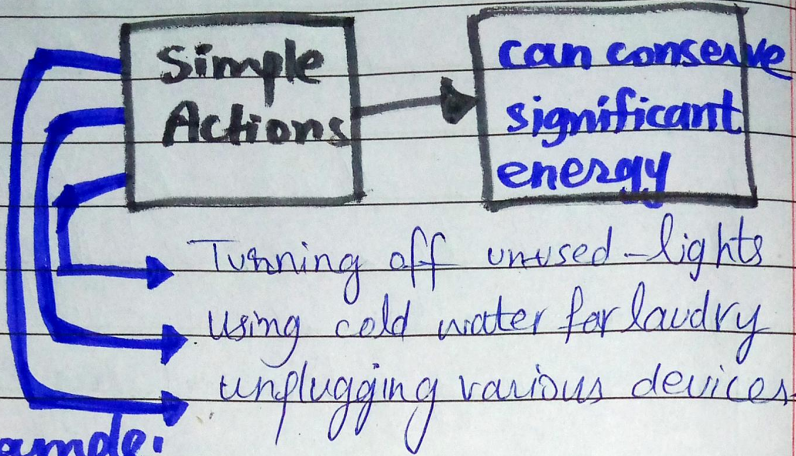 Simple
Actions
can conserve
significant
energy
Turning off unused lights
using cold water for laudry
unplugging various devices